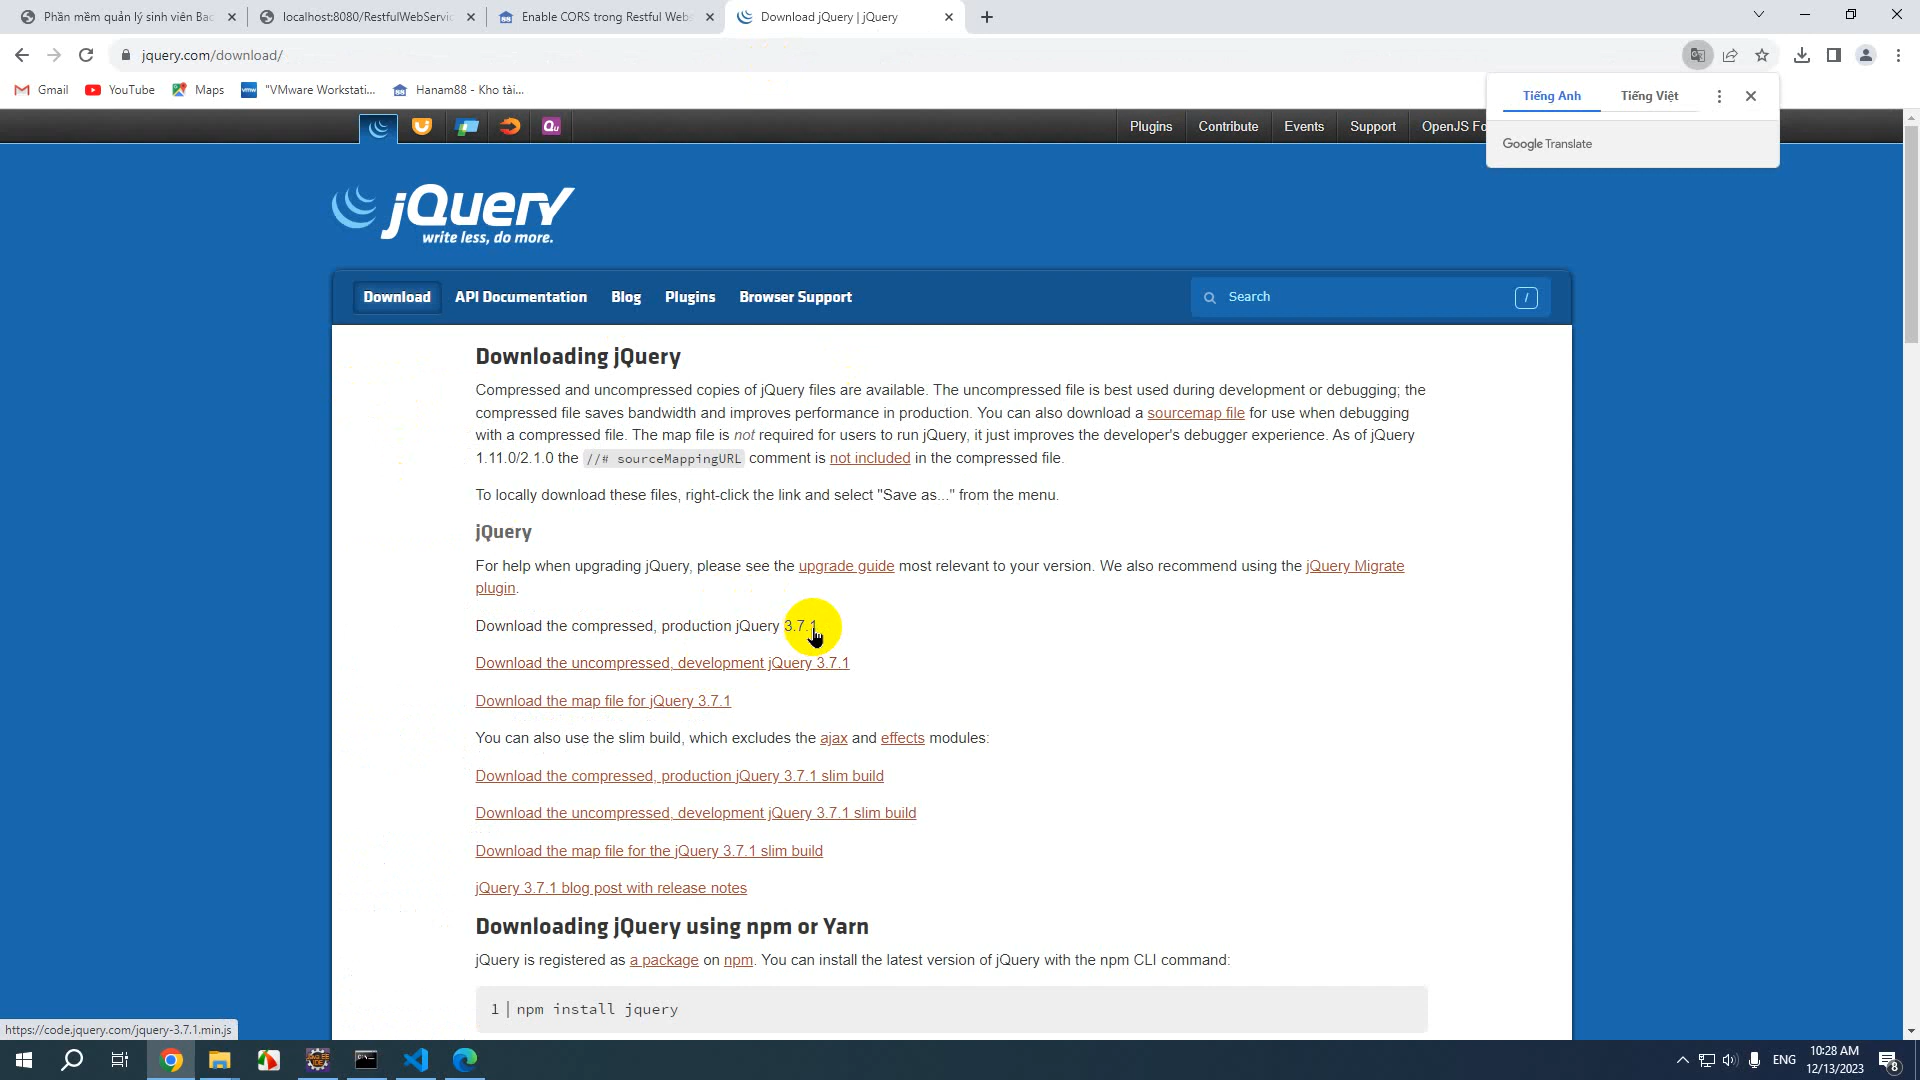 Phần mềm quản lý sinh viên Bac
localhost:8080/RestfulWebServic
Enable CORS trong Restful Web
Download jQuery | jQuery
jquery.com/download/
Gmail
YouTube
Maps
"VMware Workstati...
Hanam88 - Kho tài...
Tiếng Anh
Tiếng Việt
Google Translate
Plugins
Contribute
Events
Support
OpenJS Fo
jQuery
write less, do more.
Download
API Documentation
Blog
Plugins
Browser Support
Search
/
Downloading jQuery
Compressed and uncompressed copies of jQuery files are available. The uncompressed file is best used during development or debugging; the
compressed file saves bandwidth and improves performance in production. You can also download a sourcemap file for use when debugging
with a compressed file. The map file is not required for users to run jQuery, it just improves the developer's debugger experience. As of jQuery
1.11.0/2.1.0 the //# sourceMappingURL comment is not included in the compressed file.
To locally download these files, right-click the link and select "Save as..." from the menu.
jQuery
For help when upgrading jQuery, please see the upgrade guide most relevant to your version. We also recommend using the jQuery Migrate
plugin.
Download the compressed, production jQuery 3.7.1
Download the uncompressed, development jQuery 3.7.1
Download the map file for jQuery 3.7.1
You can also use the slim build, which excludes the ajax and effects modules:
Download the compressed, production jQuery 3.7.1 slim build
Download the uncompressed, development jQuery 3.7.1 slim build
Download the map file for the jQuery 3.7.1 slim build
jQuery 3.7.1 blog post with release notes
Downloading jQuery using npm or Yarn
jQuery is registered as a package on npm. You can install the latest version of jQuery with the npm CLI command:
1 npm install jquery
https://code.jquery.com/jquery-3.7.1.min.js
ENG
10:28 AM
12/13/2023
8